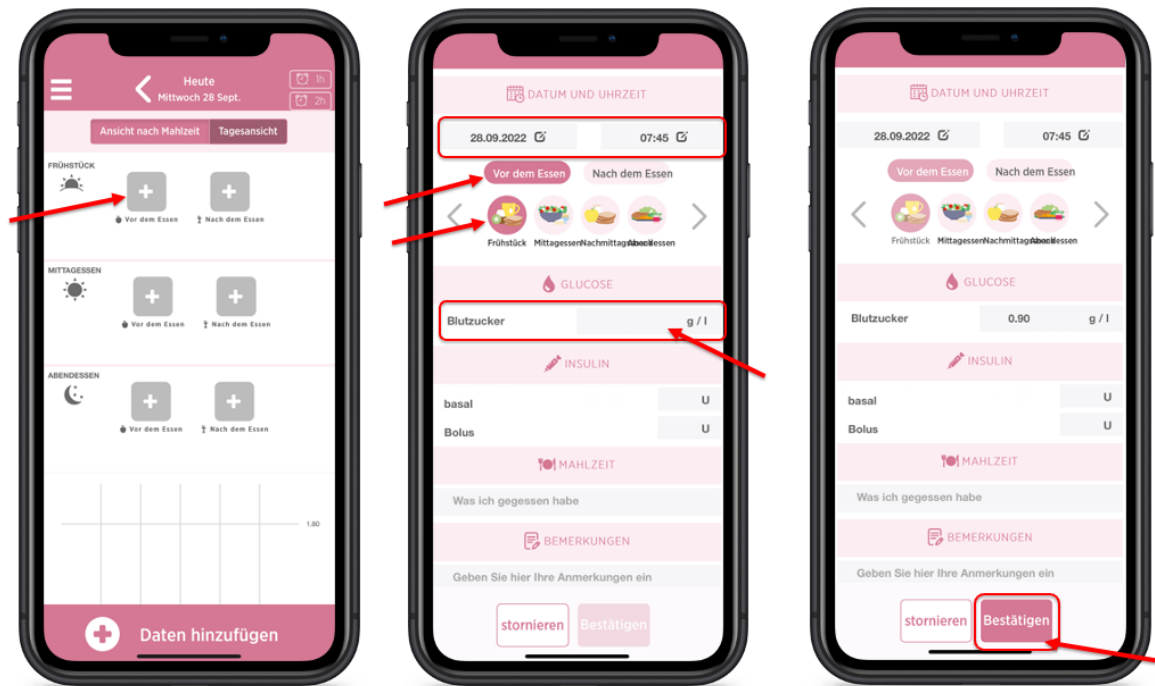 Heute
Mittwoch 28 Sept.
1h
2h
Ansicht nach Mahlzeit Tagesansicht
FRÜHSTÜCK
Vor dem Essen Nach dem Essen
MITTAGESSEN
Vor dem Essen Nach dem Essen
ABENDESSEN
Vor dem Essen Nach dem Essen
1.80
Daten hinzufügen
DATUM UND UHRZEIT
28.09.2022 07:45
Vor dem Essen Nach dem Essen
Frühstück Mittagessen
GLUCOSE
Blutzucker g / l
INSULIN
basal U
Bolus U
MAHLZEIT
Was ich gegessen habe
BEMERKUNGEN
Geben Sie hier Ihre Anmerkungen ein
stornieren Bestätigen
DATUM UND UHRZEIT
28.09.2022 07:45
Vor dem Essen Nach dem Essen
Frühstück Mittagessen
GLUCOSE
Blutzucker 0.90 g / l
INSULIN
basal U
Bolus U
MAHLZEIT
Was ich gegessen habe
BEMERKUNGEN
Geben Sie hier Ihre Anmerkungen ein
stornieren Bestätigen